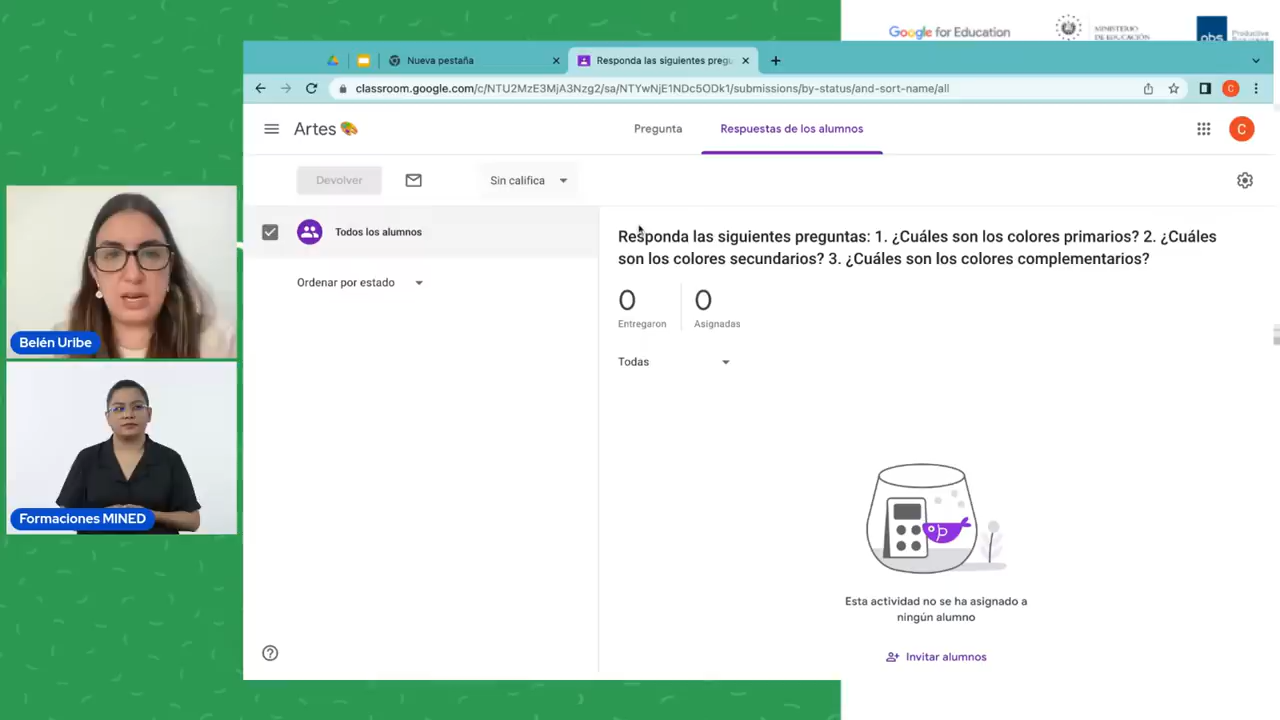 Google for Education
MINISTERIO
DE EDUCACIÓN
abs
Nueva pestaña
Responda las siguientes pregu
classroom.google.com/c/NTU2MzE3MjA3Nzg2/sa/NTYwNjE1NDc5ODk1/submissions/by-status/and-sort-name/all
C
Artes
Pregunta
Respuestas de los alumnos
C
Devolver
Sin califica
Todos los alumnos
Ordenar por estado
Responda las siguientes preguntas: 1. ¿Cuáles son los colores primarios? 2. ¿Cuáles
son los colores secundarios? 3. ¿Cuáles son los colores complementarios?
0
Entregaron
0
Asignadas
Todas
Esta actividad no se ha asignado a
ningún alumno
Invitar alumnos
Belén Uribe
Formaciones MINED